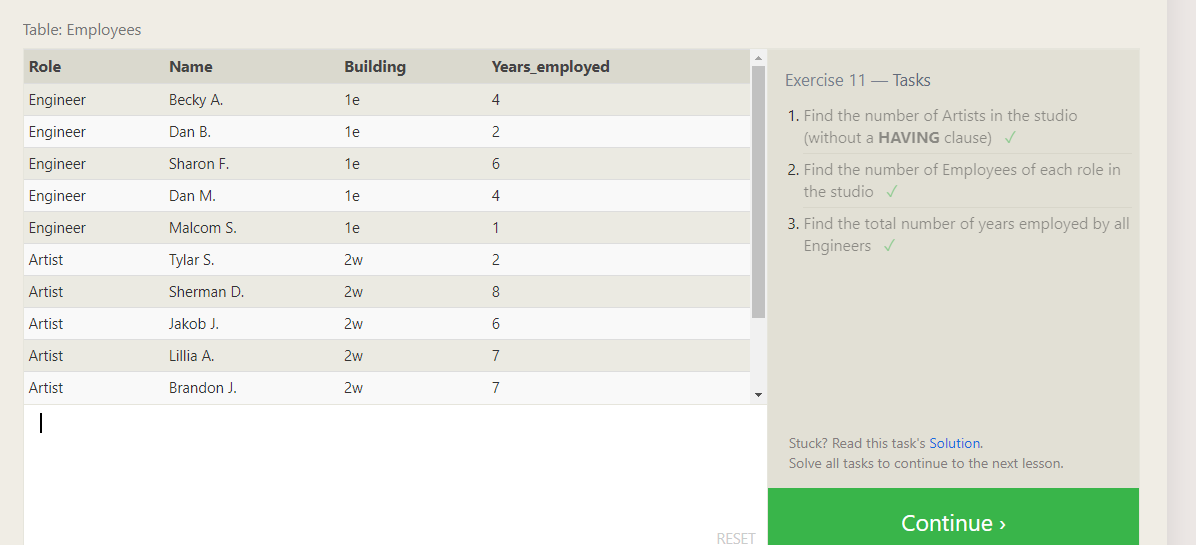 Table: Employees
Role Name Building Years_employed
Engineer Becky A. 1e 4
Engineer Dan B. 1e 2
Engineer Sharon F. 1e 6
Engineer Dan M. 1e 4
Engineer Malcom S. 1e 1
Artist Tylar S. 2w 2
Artist Sherman D. 2w 8
Artist Jakob J. 2w 6
Artist Lillia A. 2w 7
Artist Brandon J. 2w 7
RESET
Exercise 11 — Tasks
1. Find the number of Artists in the studio
(without a HAVING clause) ✓
2. Find the number of Employees of each role in
the studio ✓
3. Find the total number of years employed by all
Engineers ✓
Stuck? Read this task's Solution.
Solve all tasks to continue to the next lesson.
Continue ›